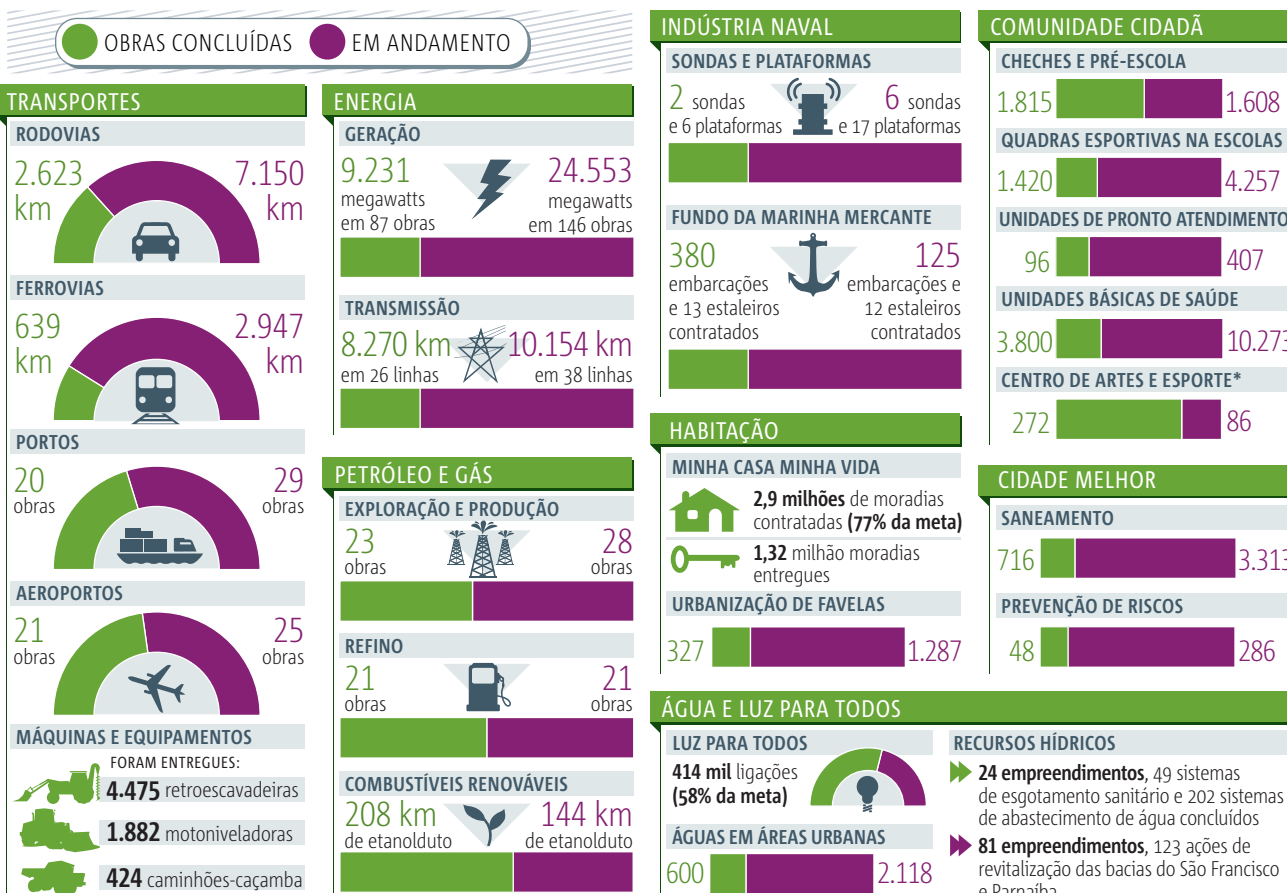 OBRAS CONCLUÍDAS
EM ANDAMENTO
TRANSPORTES
RODOVIAS
2.623
km
7.150
km
FERROVIAS
639
km
2.947
km
PORTOS
20
obras
29
obras
AEROPORTOS
21
obras
25
obras
MÁQUINAS E EQUIPAMENTOS
FORAM ENTREGUES:
4.475 retroescavadeiras
1.882 motoniveladoras
424 caminhões-caçamba
ENERGIA
GERAÇÃO
9.231
megawatts
em 87 obras
24.553
megawatts
em 146 obras
TRANSMISSÃO
8.270 km
em 26 linhas
10.154 km
em 38 linhas
PETRÓLEO E GÁS
EXPLORAÇÃO E PRODUÇÃO
23
obras
28
obras
REFINO
21
obras
21
obras
COMBUSTÍVEIS RENOVÁVEIS
208 km
de etanolduto
144 km
de etanolduto
INDÚSTRIA NAVAL
SONDAS E PLATAFORMAS
2 sondas
e 6 plataformas
6 sondas
e 17 plataformas
FUNDO DA MARINHA MERCANTE
380
embarcações
e 13 estaleiros
contratados
125
embarcações e
12 estaleiros
contratados
HABITAÇÃO
MINHA CASA MINHA VIDA
2,9 milhões de moradias
contratadas (77% da meta)
1,32 milhão moradias
entregues
URBANIZAÇÃO DE FAVELAS
327
1.287
COMUNIDADE CIDADÃ
CHECHES E PRÉ-ESCOLA
1.815
1.608
QUADRAS ESPORTIVAS NA ESCOLAS
1.420
4.257
UNIDADES DE PRONTO ATENDIMENTO
96
407
UNIDADES BÁSICAS DE SAÚDE
3.800
10.273
CENTRO DE ARTES E ESPORTE*
272
86
CIDADE MELHOR
SANEAMENTO
716
3.313
PREVENÇÃO DE RISCOS
48
286
ÁGUA E LUZ PARA TODOS
LUZ PARA TODOS
414 mil ligações
(58% da meta)
ÁGUAS EM ÁREAS URBANAS
600
2.118
RECURSOS HÍDRICOS
24 empreendimentos, 49 sistemas
de esgotamento sanitário e 202 sistemas
de abastecimento de água concluídos
81 empreendimentos, 123 ações de
revitalização das bacias do São Francisco
e Parnaíba